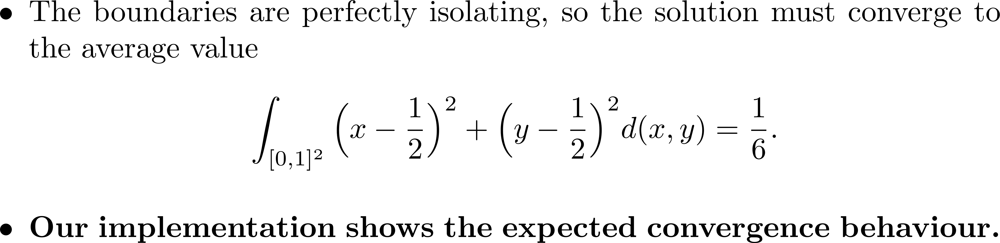 • The boundaries are perfectly isolating, so the solution must converge to
the average value
\int_{[0,1]^2} \left(x - \frac{1}{2}\right)^2 + \left(y - \frac{1}{2}\right)^2 d(x, y) = \frac{1}{6}.
• Our implementation shows the expected convergence behaviour.